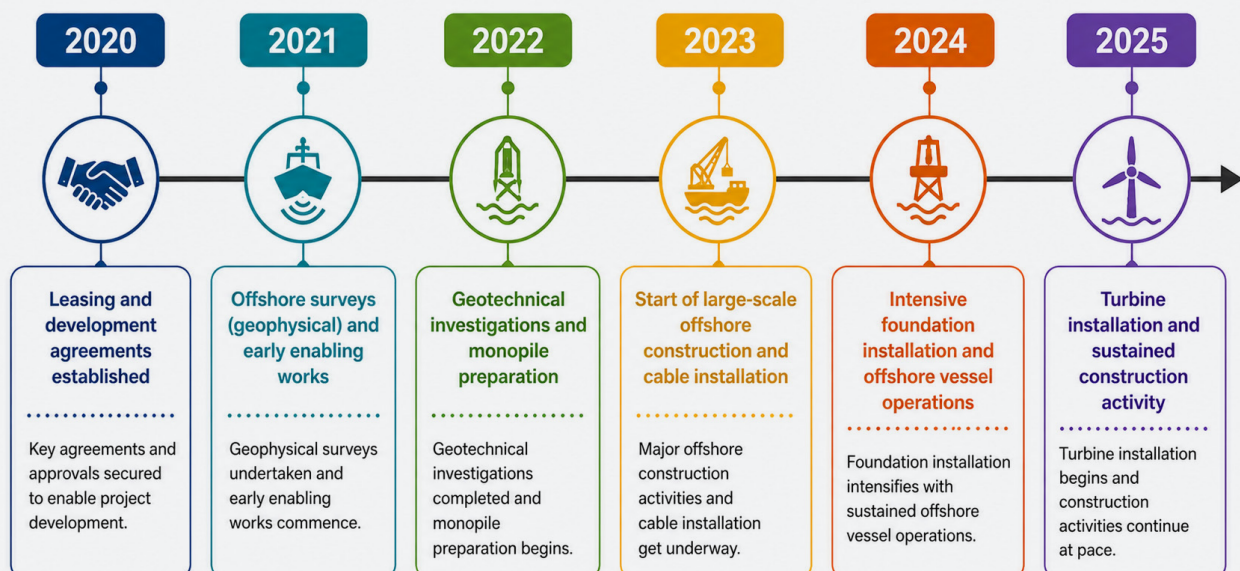 2020
2021
2022
2023
2024
2025
Leasing and
development
agreements
established
Key agreements and
approvals secured
to enable project
development.
Offshore surveys
(geophysical) and
early enabling
works
Geophysical surveys
undertaken and
early enabling
works commence.
Geotechnical
investigations and
monopile
preparation
Geotechnical
investigations
completed and
monopile
preparation begins.
Start of large-scale
offshore
construction and
cable installation
Major offshore
construction
activities and
cable installation
get underway.
Intensive
foundation
installation and
offshore vessel
operations
Foundation installation
intensifies with
sustained offshore
vessel operations.
Turbine
installation and
sustained
construction
activity
Turbine installation
begins and
construction
activities continue
at pace.